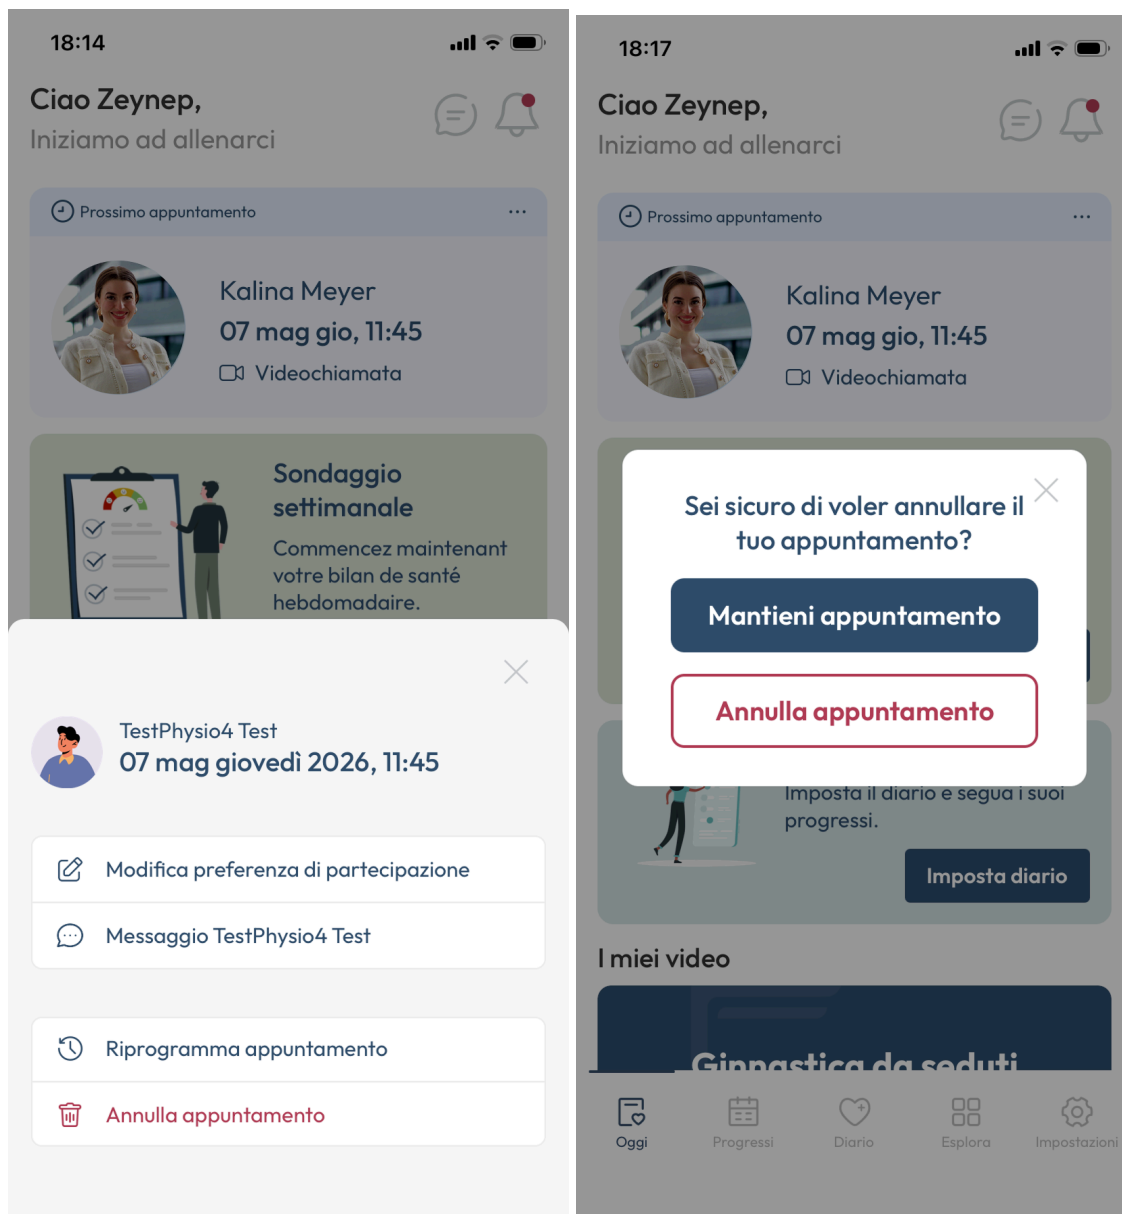 18:14
Ciao Zeynep,
Iniziamo ad allenarci
Prossimo appuntamento
Kalina Meyer
07 mag gio, 11:45
Videochiamata
Sondaggio
settimanale
Commencez maintenant
votre bilan de santé
hebdomadaire.
TestPhysio4 Test
07 mag giovedì 2026, 11:45
Modifica preferenza di partecipazione
Messaggio TestPhysio4 Test
Riprogramma appuntamento
Annulla appuntamento
18:17
Ciao Zeynep,
Iniziamo ad allenarci
Prossimo appuntamento
Kalina Meyer
07 mag gio, 11:45
Videochiamata
Sei sicuro di voler annullare il
tuo appuntamento?
Mantieni appuntamento
Annulla appuntamento
Imposta il diario e segua i suoi
progressi.
Imposta diario
I miei video
Ginnastica da seduti
Oggi
Progressi
Diario
Esplora
Impostazioni